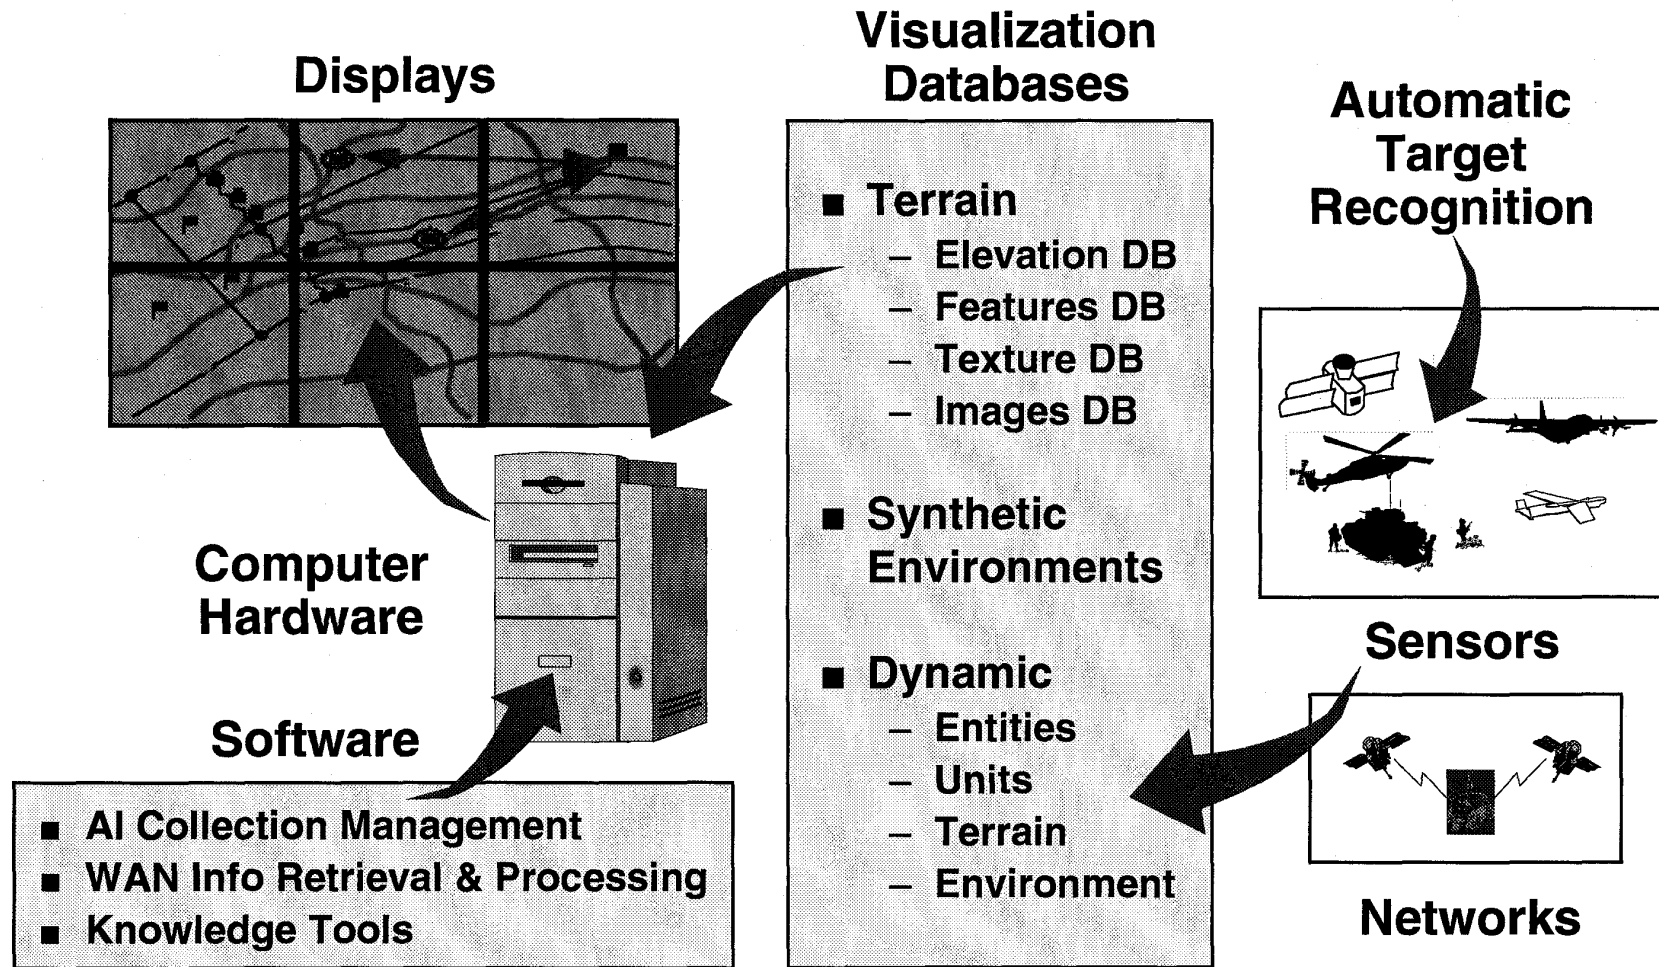 Displays
Visualization
Databases
■ Terrain
– Elevation DB
– Features DB
– Texture DB
– Images DB
■ Synthetic
Environments
■ Dynamic
– Entities
– Units
– Terrain
– Environment
Automatic
Target
Recognition
Sensors
Networks
Computer
Hardware
Software
■ AI Collection Management
■ WAN Info Retrieval & Processing
■ Knowledge Tools